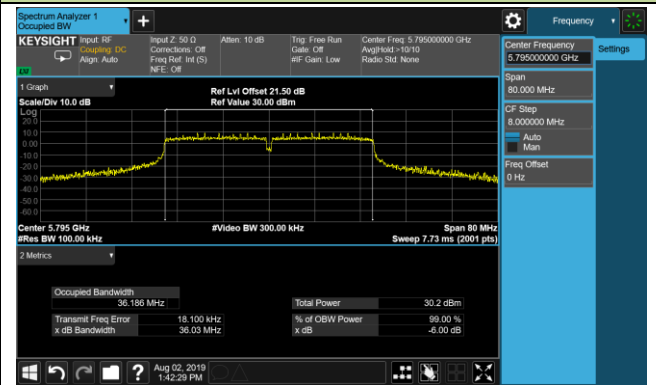 Spectrum Analyzer 1
Occupied BW
Frequency
KEYSIGHT
Input: RF
Coupling: DC
Align: Auto
Input Z: 50 Ω
Corrections: Off
Freq Ref: Int (S)
NFE: Off
Atten: 10 dB
Trig: Free Run
Gate: Off
#IF Gain: Low
Center Freq: 5.795000000 GHz
Avg|Hold:>10/10
Radio Std: None
Center Frequency
5.795000000 GHz
Settings
Span
80.000 MHz
CF Step
8.000000 MHz
Auto
Man
Freq Offset
0 Hz
1 Graph
Scale/Div 10.0 dB
Ref Lvl Offset 21.50 dB
Ref Value 30.00 dBm
Log
20.0
10.0
0.00
-10.0
-20.0
-30.0
-40.0
-50.0
-60.0
Center 5.795 GHz
#Res BW 100.00 kHz
#Video BW 300.00 kHz
Span 80 MHz
Sweep 7.73 ms (2001 pts)
2 Metrics
Occupied Bandwidth
36.186 MHz
Total Power 30.2 dBm
Transmit Freq Error 18.100 kHz
% of OBW Power 99.00 %
x dB Bandwidth 36.03 MHz
x dB -6.00 dB
Aug 02, 2019
1:42:29 PM